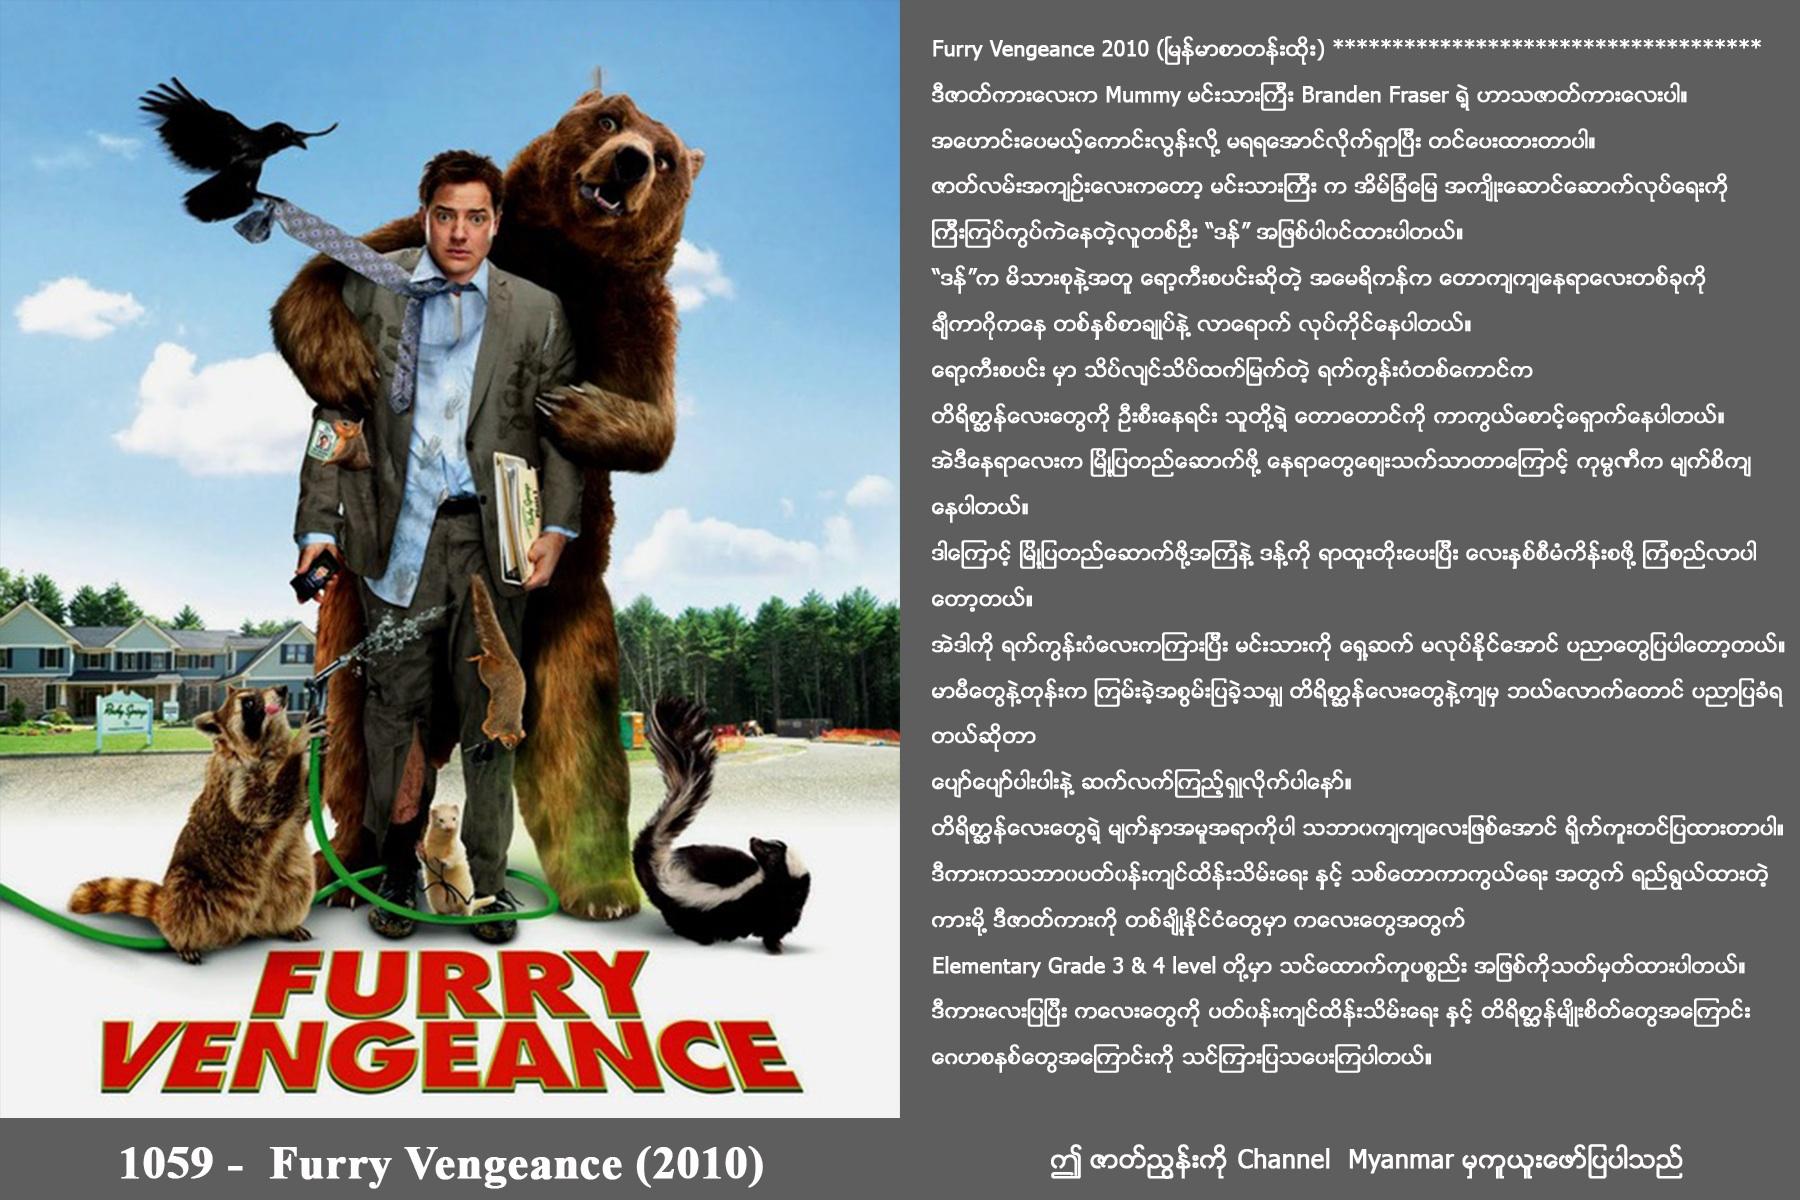 Furry Vengeance 2010 (မြန်မာစာတန်းထိုး) ************************************
ဒီဇာတ်ကားလေးက Mummy မင်းသားကြီး Branden Fraser ရဲ့ ဟာသဇာတ်ကားလေးပါ။
အဟောင်းပေမယ့်ကောင်းလွန်းလို့ မရရအောင်လိုက်ရှာပြီး တင်ပေးထားတာပါ။
ဇာတ်လမ်းအကျဉ်းလေးကတော့ မင်းသားကြီး က အိမ်ခြံမြေ အကျိုးဆောင်ဆောက်လုပ်ရေးကို
ကြီးကြပ်ကွပ်ကဲနေတဲ့လူတစ်ဦး “ဒန်” အဖြစ်ပါဝင်ထားပါတယ်။
“ဒန်”က မိသားစုနဲ့အတူ ရော့ကီးစပင်းဆိုတဲ့ အမေရိကန်က တောကျကျနေရာလေးတစ်ခုကို
ချီကာဂိုကနေ တစ်နှစ်စာချုပ်နဲ့ လာရောက် လုပ်ကိုင်နေပါတယ်။
ရော့ကီးစပင်း မှာ သိပ်လျင်သိပ်ထက်မြက်တဲ့ ရက်ကွန်းဝံတစ်ကောင်က
တိရိစ္ဆာန်လေးတွေကို ဦးစီးနေရင်း သူတို့ရဲ့ တောတောင်ကို ကာကွယ်စောင့်ရှောက်နေပါတယ်။
အဲဒီနေရာလေးက မြို့ပြတည်ဆောက်ဖို့ နေရာတွေဈေးသက်သာတာကြောင့် ကုမ္ပဏီက မျက်စိကျ
နေပါတယ်။
ဒါကြောင့် မြို့ပြတည်ဆောက်ဖို့အကြံနဲ့ ဒန့်ကို ရာထူးတိုးပေးပြီး လေးနှစ်စီမံကိန်းစဖို့ ကြံစည်လာပါ
တော့တယ်။
အဲဒါကို ရက်ကွန်းဝံလေးကကြားပြီး မင်းသားကို ရှေ့ဆက် မလုပ်နိုင်အောင် ပညာတွေပြပါတော့တယ်။
မာမီတွေနဲ့တုန်းက ကြမ်းခဲ့အစွမ်းပြခဲ့သမျှ တိရိစ္ဆာန်လေးတွေနဲ့ကျမှ ဘယ်လောက်တောင် ပညာပြခံရ
တယ်ဆိုတာ
ပျော်ပျော်ပါးပါးနဲ့ ဆက်လက်ကြည့်ရှုလိုက်ပါနော်။
တိရိစ္ဆာန်လေးတွေရဲ့ မျက်နှာအမူအရာကိုပါ သဘာဝကျကျလေးဖြစ်အောင် ရိုက်ကူးတင်ပြထားတာပါ။
ဒီကားကသဘာဝပတ်ဝန်းကျင်ထိန်းသိမ်းရေး နှင့် သစ်တောကာကွယ်ရေး အတွက် ရည်ရွယ်ထားတဲ့
ကားမို့ ဒီဇာတ်ကားကို တစ်ချို့နိုင်ငံတွေမှာ ကလေးတွေအတွက်
Elementary Grade 3 & 4 level တို့မှာ သင်ထောက်ကူပစ္စည်း အဖြစ်ကိုသတ်မှတ်ထားပါတယ်။
ဒီကားလေးပြပြီး ကလေးတွေကို ပတ်ဝန်းကျင်ထိန်းသိမ်းရေး နှင့် တိရိစ္ဆာန်မျိုးစိတ်တွေအကြောင်း
ဂေဟစနစ်တွေအကြောင်းကို သင်ကြားပြသပေးကြပါတယ်။
FURRY
VENGEANCE
1059 - Furry Vengeance (2010)
ဤ ဇာတ်ညွှန်းကို Channel Myanmar မှကူယူးဖော်ပြပါသည်